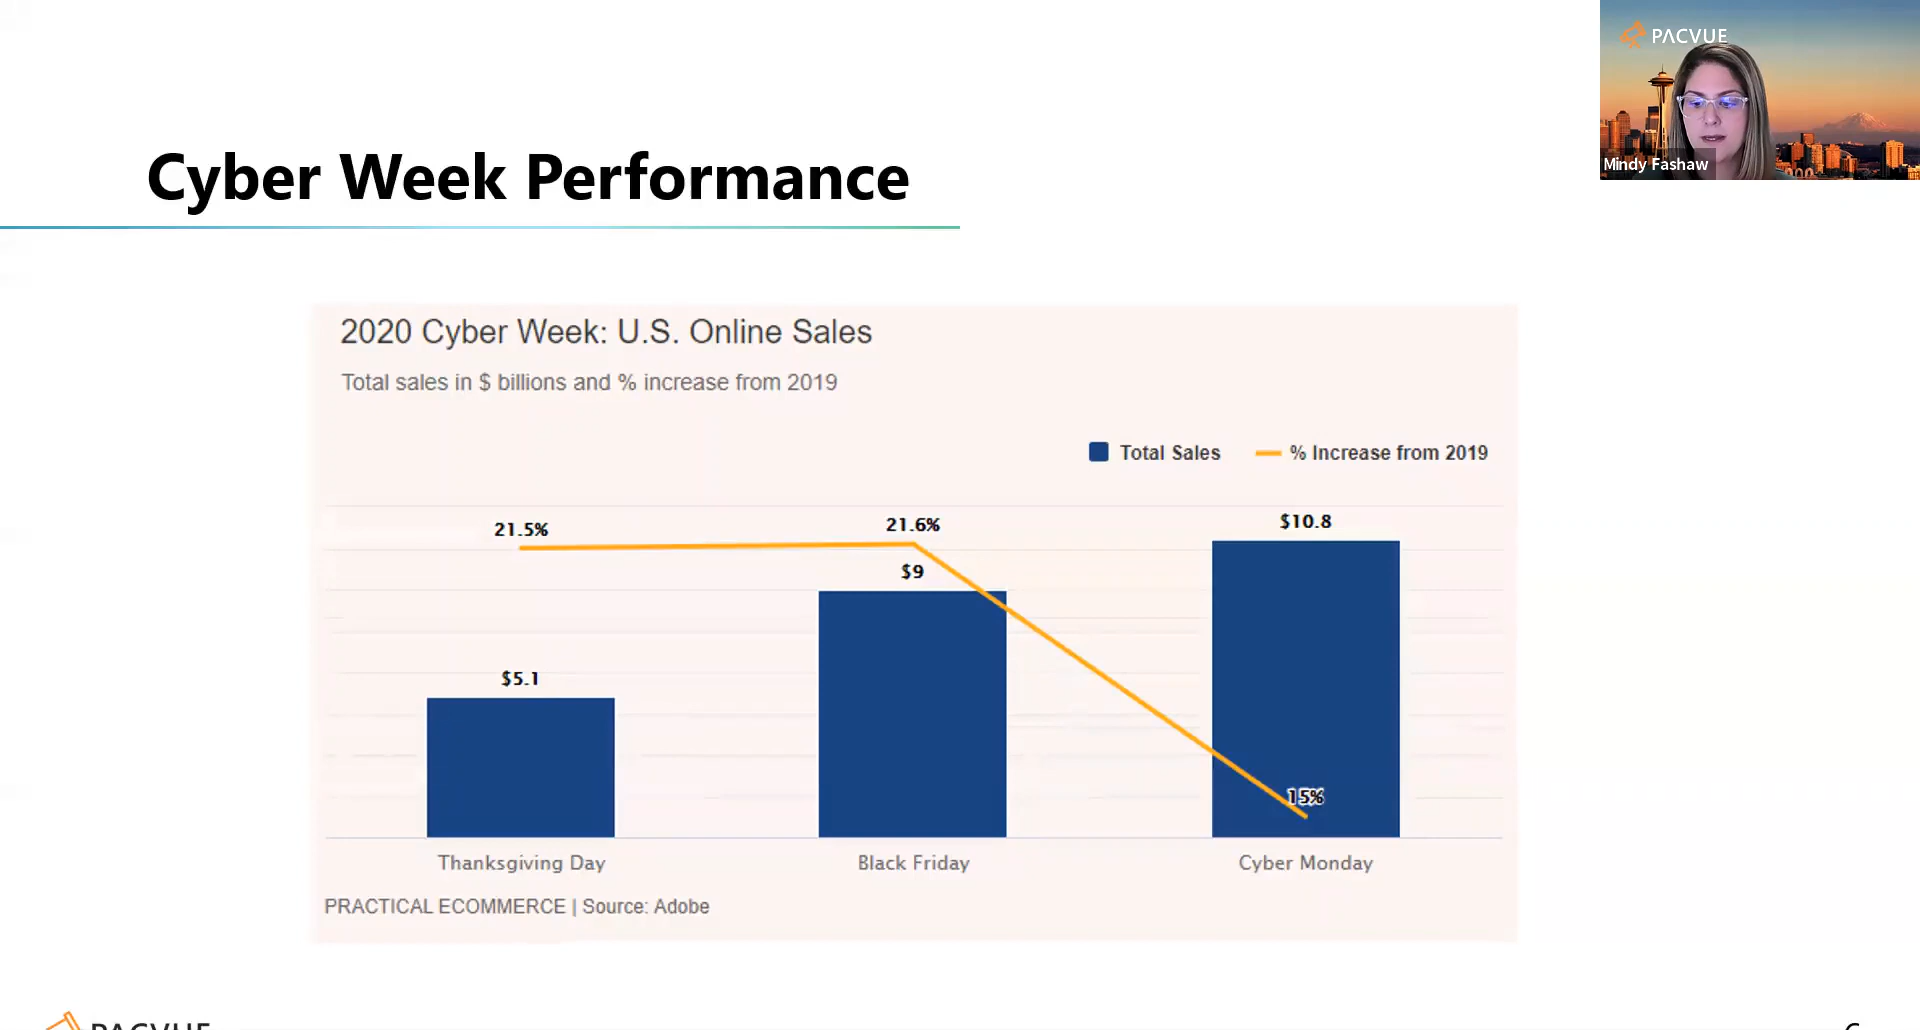 PACVUE
Mindy Fashaw
Cyber Week Performance
2020 Cyber Week: U.S. Online Sales
Total sales in $ billions and % increase from 2019
Total Sales
% Increase from 2019
21.5%
21.6%
$10.8
$9
$5.1
15%
Thanksgiving Day
Black Friday
Cyber Monday
PRACTICAL ECOMMERCE | Source: Adobe
PACVUE